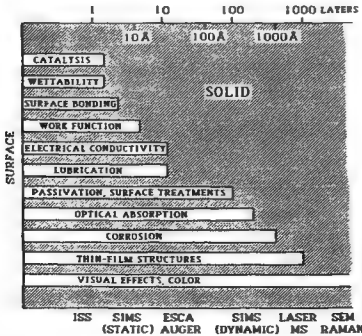 1 10 100 1000 LAYERS
10Å 100Å 1000Å
CATALYSIS
WETTABILITY
SOLID
SURFACE BONDING
WORK FUNCTION
ELECTRICAL CONDUCTIVITY
LUBRICATION
SURFACE
PASSIVATION, SURFACE TREATMENTS
OPTICAL ABSORPTION
CORROSION
THIN-FILM STRUCTURES
VISUAL EFFECTS, COLOR
ISS SIMS ESCA SIMS LASER SEM
(STATIC) AUGER (DYNAMIC) MS RAMA